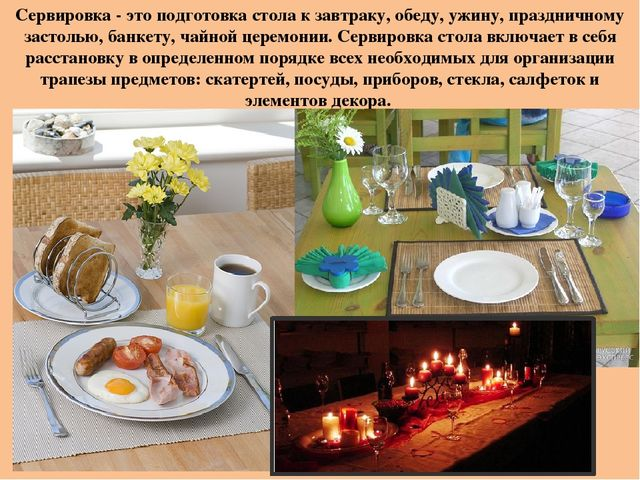 Сервировка - это подготовка стола к завтраку, обеду, ужину, праздничному
застолью, банкету, чайной церемонии. Сервировка стола включает в себя
расстановку в определенном порядке всех необходимых для организации
трапезы предметов: скатертей, посуды, приборов, стекла, салфеток и
элементов декора.